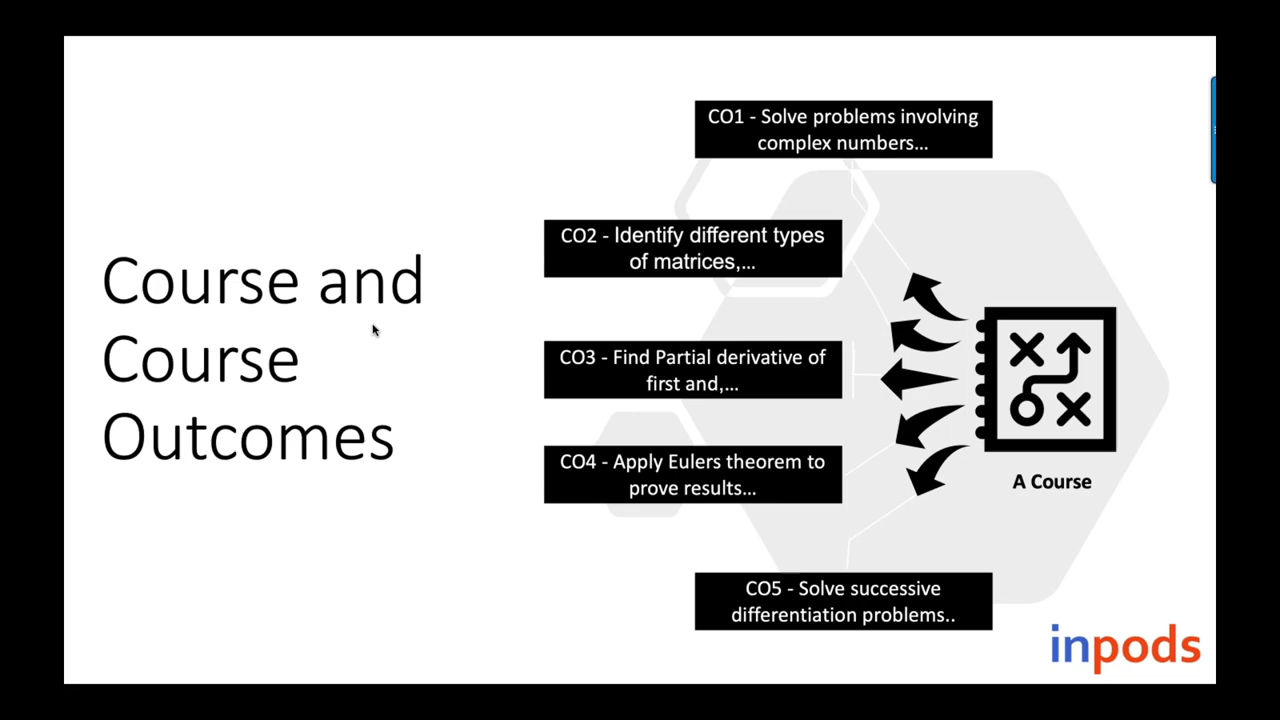 Course and
Course
Outcomes
CO1 - Solve problems involving
complex numbers...
CO2 - Identify different types
of matrices,...
CO3 - Find Partial derivative of
first and,...
CO4 - Apply Eulers theorem to
prove results...
CO5 - Solve successive
differentiation problems..
A Course
inpods